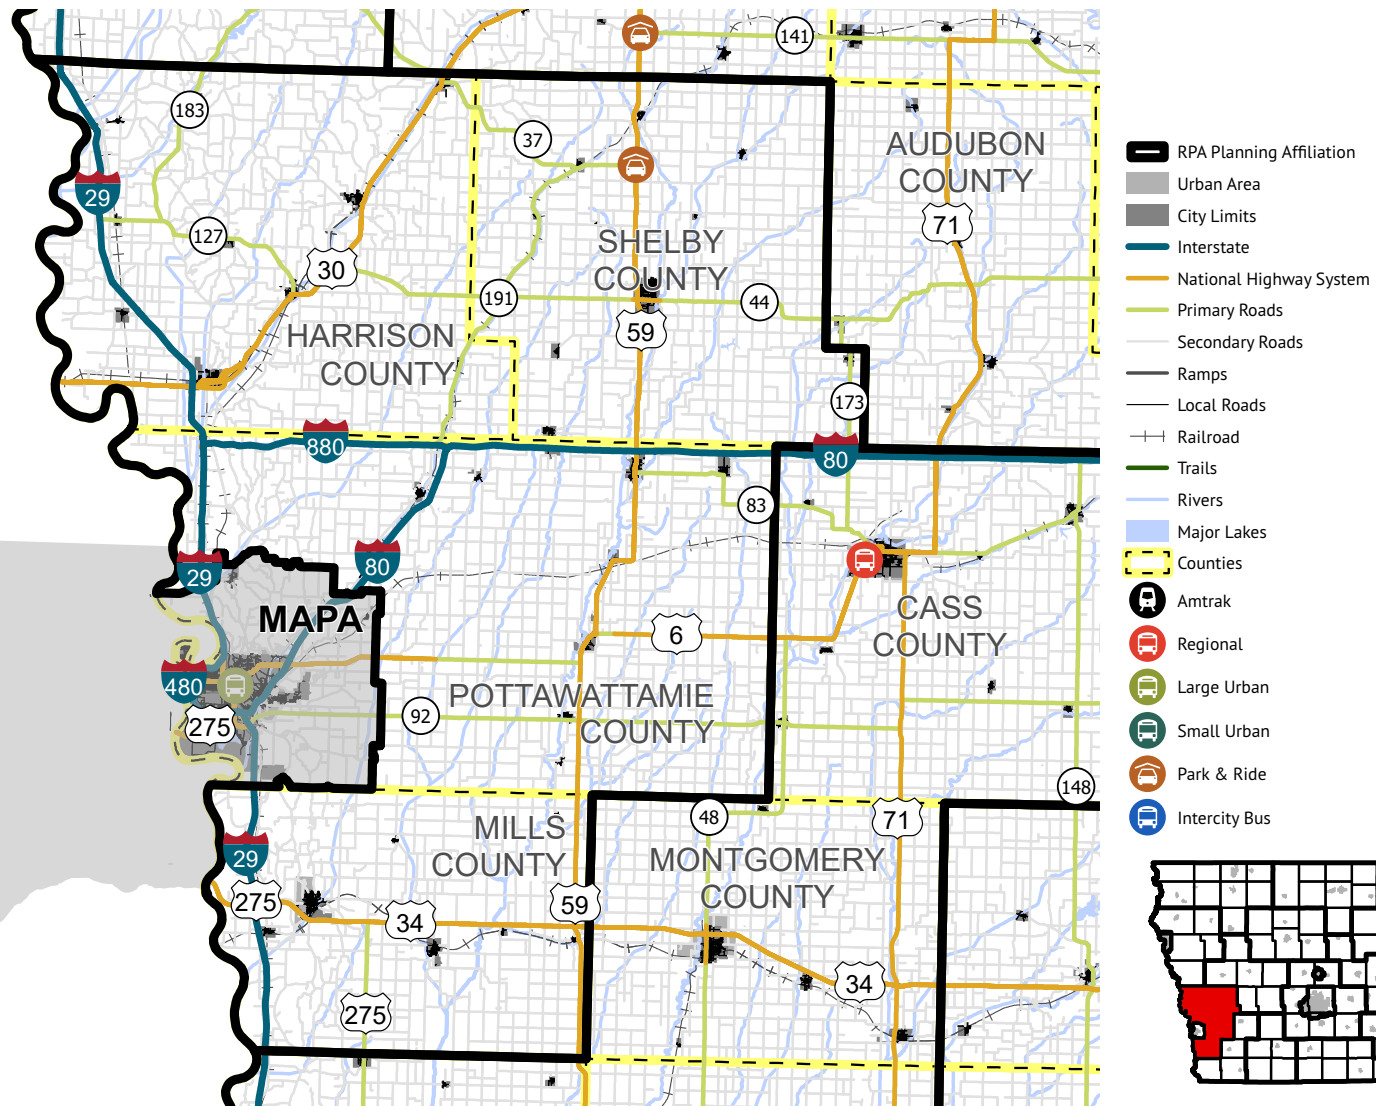 141
183
37
AUDUBON
COUNTY
29
71
127
SHELBY
COUNTY
30
191
44
59
HARRISON
COUNTY
173
880
80
83
29
80
MAPA
6
CASS
COUNTY
480
275
POTTAWATTAMIE
COUNTY
92
148
48
71
MILLS
COUNTY
MONTGOMERY
COUNTY
29
275
59
34
34
275
RPA Planning Affiliation
Urban Area
City Limits
Interstate
National Highway System
Primary Roads
Secondary Roads
Ramps
Local Roads
Railroad
Trails
Rivers
Major Lakes
Counties
Amtrak
Regional
Large Urban
Small Urban
Park & Ride
Intercity Bus